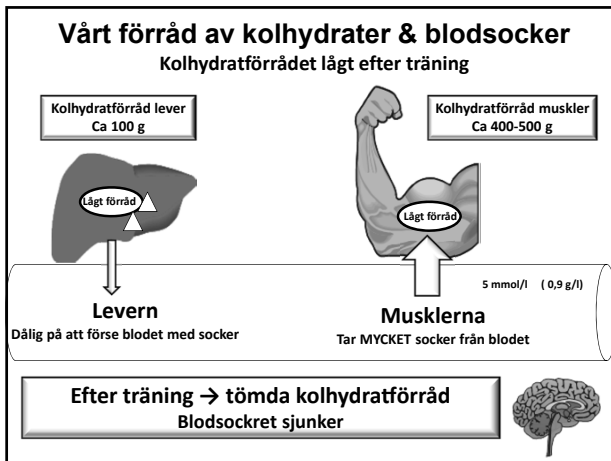 Vårt förråd av kolhydrater & blodsocker
Kolhydratförrådet lågt efter träning
Kolhydratförråd lever
Ca 100 g
Kolhydratförråd muskler
Ca 400-500 g
Lågt förråd
Lågt förråd
5 mmol/l ( 0,9 g/l)
Levern
Dålig på att förse blodet med socker
Musklerna
Tar MYCKET socker från blodet
Efter träning → tömda kolhydratförråd
Blodsockret sjunker